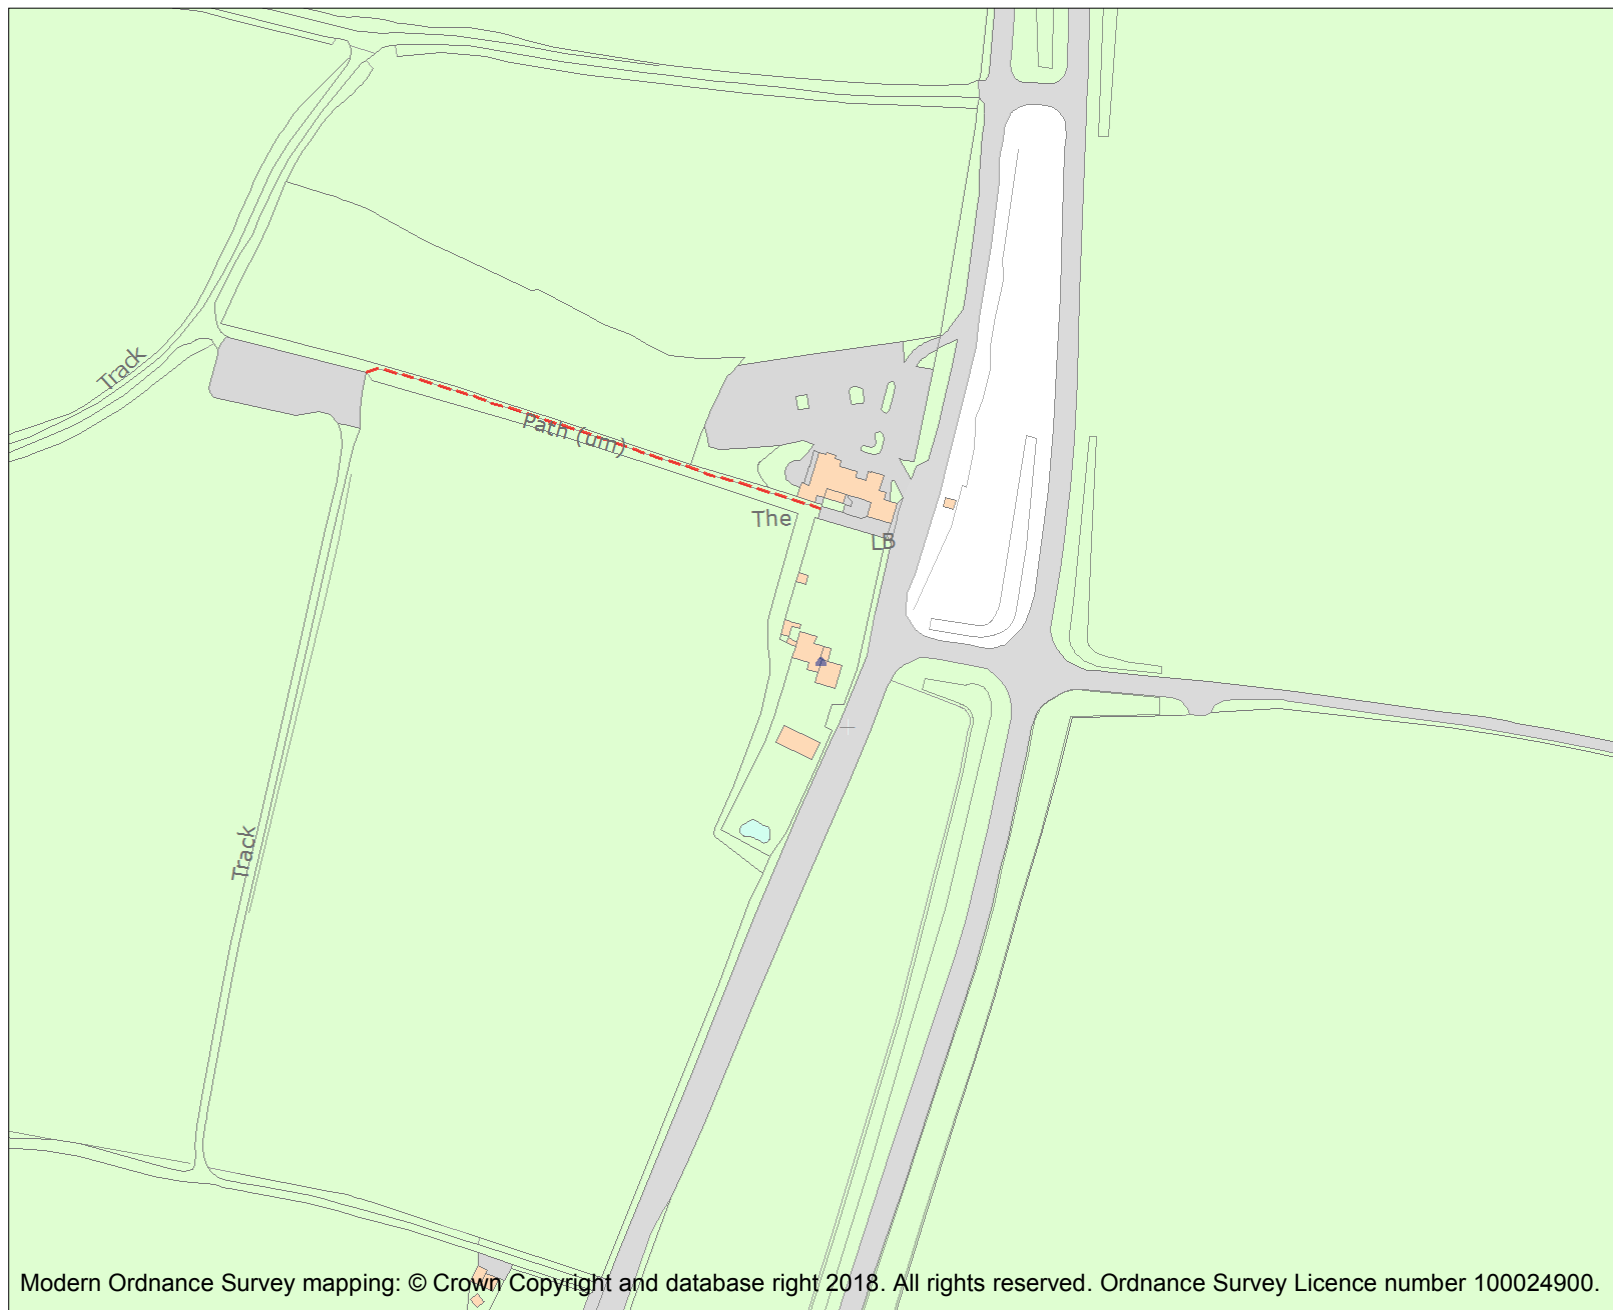 Track
Path (um)
The
LB
Track
Modern Ordnance Survey mapping: © Crown Copyright and database right 2018. All rights reserved. Ordnance Survey Licence number 100024900.